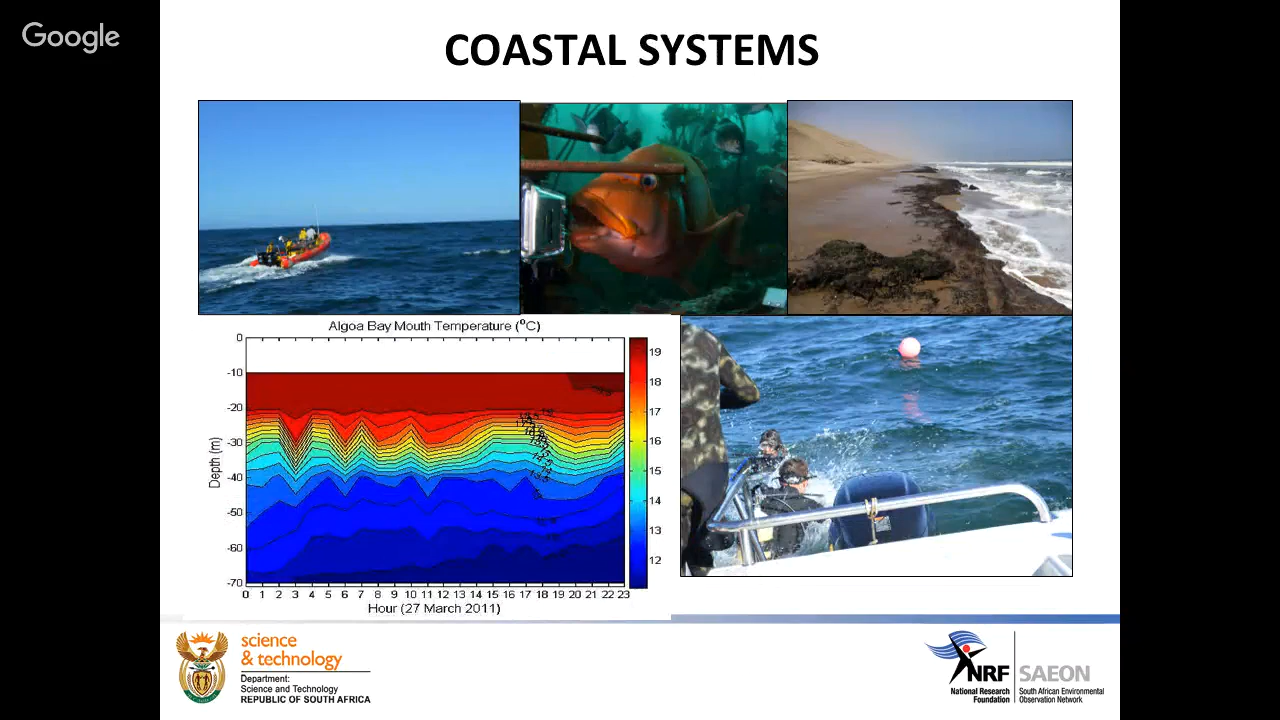 Google
COASTAL SYSTEMS
Algoa Bay Mouth Temperature (°C)
0
-10
-20
-30
-40
-50
-60
-70
Depth (m)
0 1 2 3 4 5 6 7 8 9 10 11 12 13 14 15 16 17 18 19 20 21 22 23
Hour (27 March 2011)
19
18
17
16
15
14
13
12
science
& technology
Department:
Science and Technology
REPUBLIC OF SOUTH AFRICA
NRF
National Research
Foundation
SAEON
South African Environmental
Observation Network